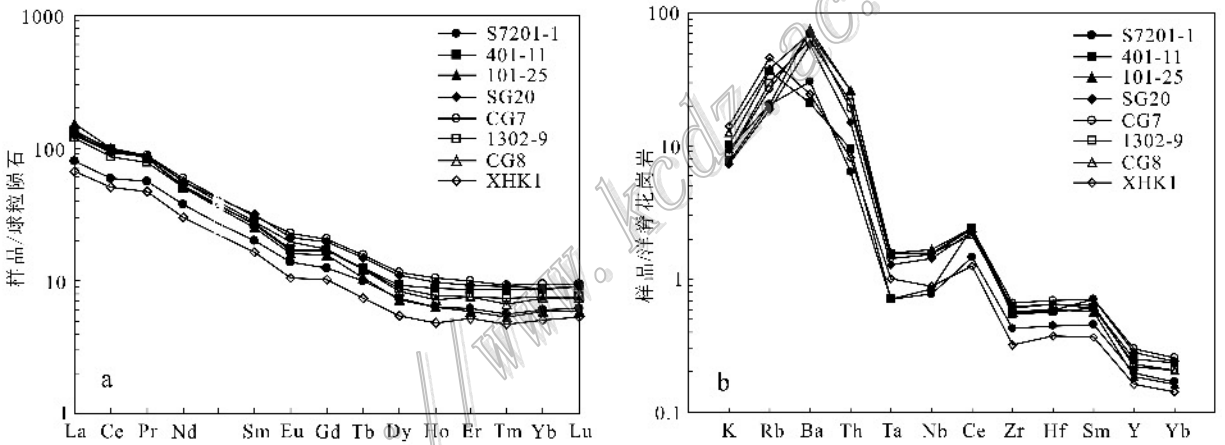 1000
100
10
1
样品/球粒陨石
S7201-1
401-11
101-25
SG20
CG7
1302-9
CG8
XHK1
a
La Ce Pr Nd Sm Eu Gd Tb Dy Ho Er Tm Yb Lu
100
10
1
0.1
样品/洋脊花岗岩
S7201-1
401-11
101-25
SG20
CG7
1302-9
CG8
XHK1
b
K Rb Ba Th Ta Nb Ce Zr Hf Sm Y Yb
//www.kcdz.ac.